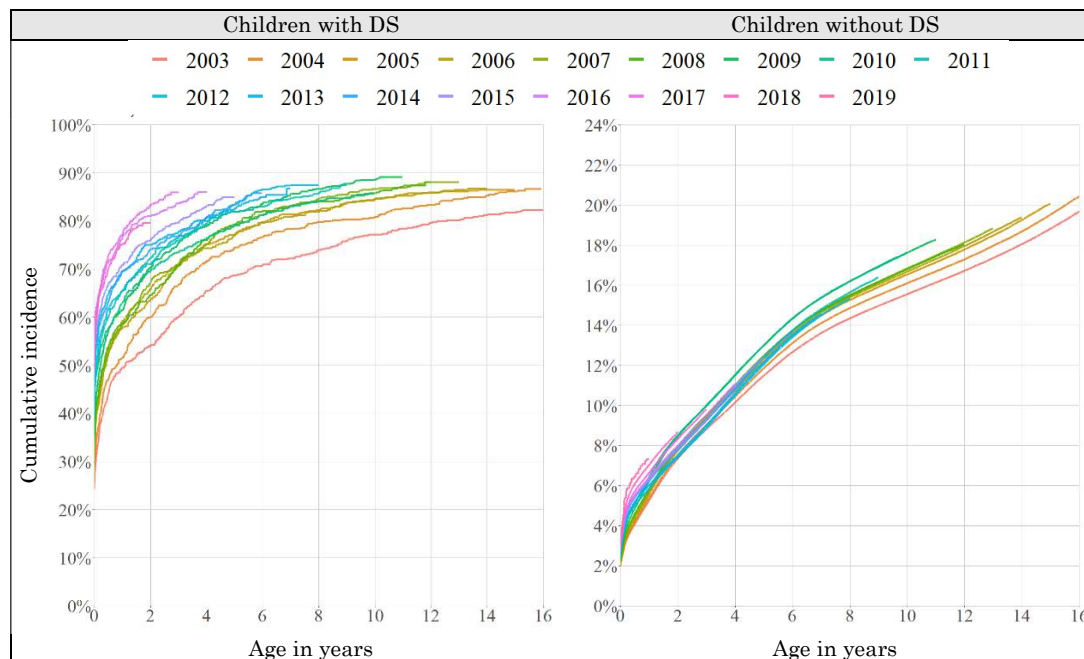 Children with DS
Children without DS
2003 2004 2005 2006 2007 2008 2009 2010 2011
2012 2013 2014 2015 2016 2017 2018 2019
Cumulative incidence
100%
90%
80%
70%
60%
50%
40%
30%
20%
10%
0%
0 2 4 6 8 10 12 14 16
Age in years
24%
22%
20%
18%
16%
14%
12%
10%
8%
6%
4%
2%
0%
0 2 4 6 8 10 12 14 16
Age in years